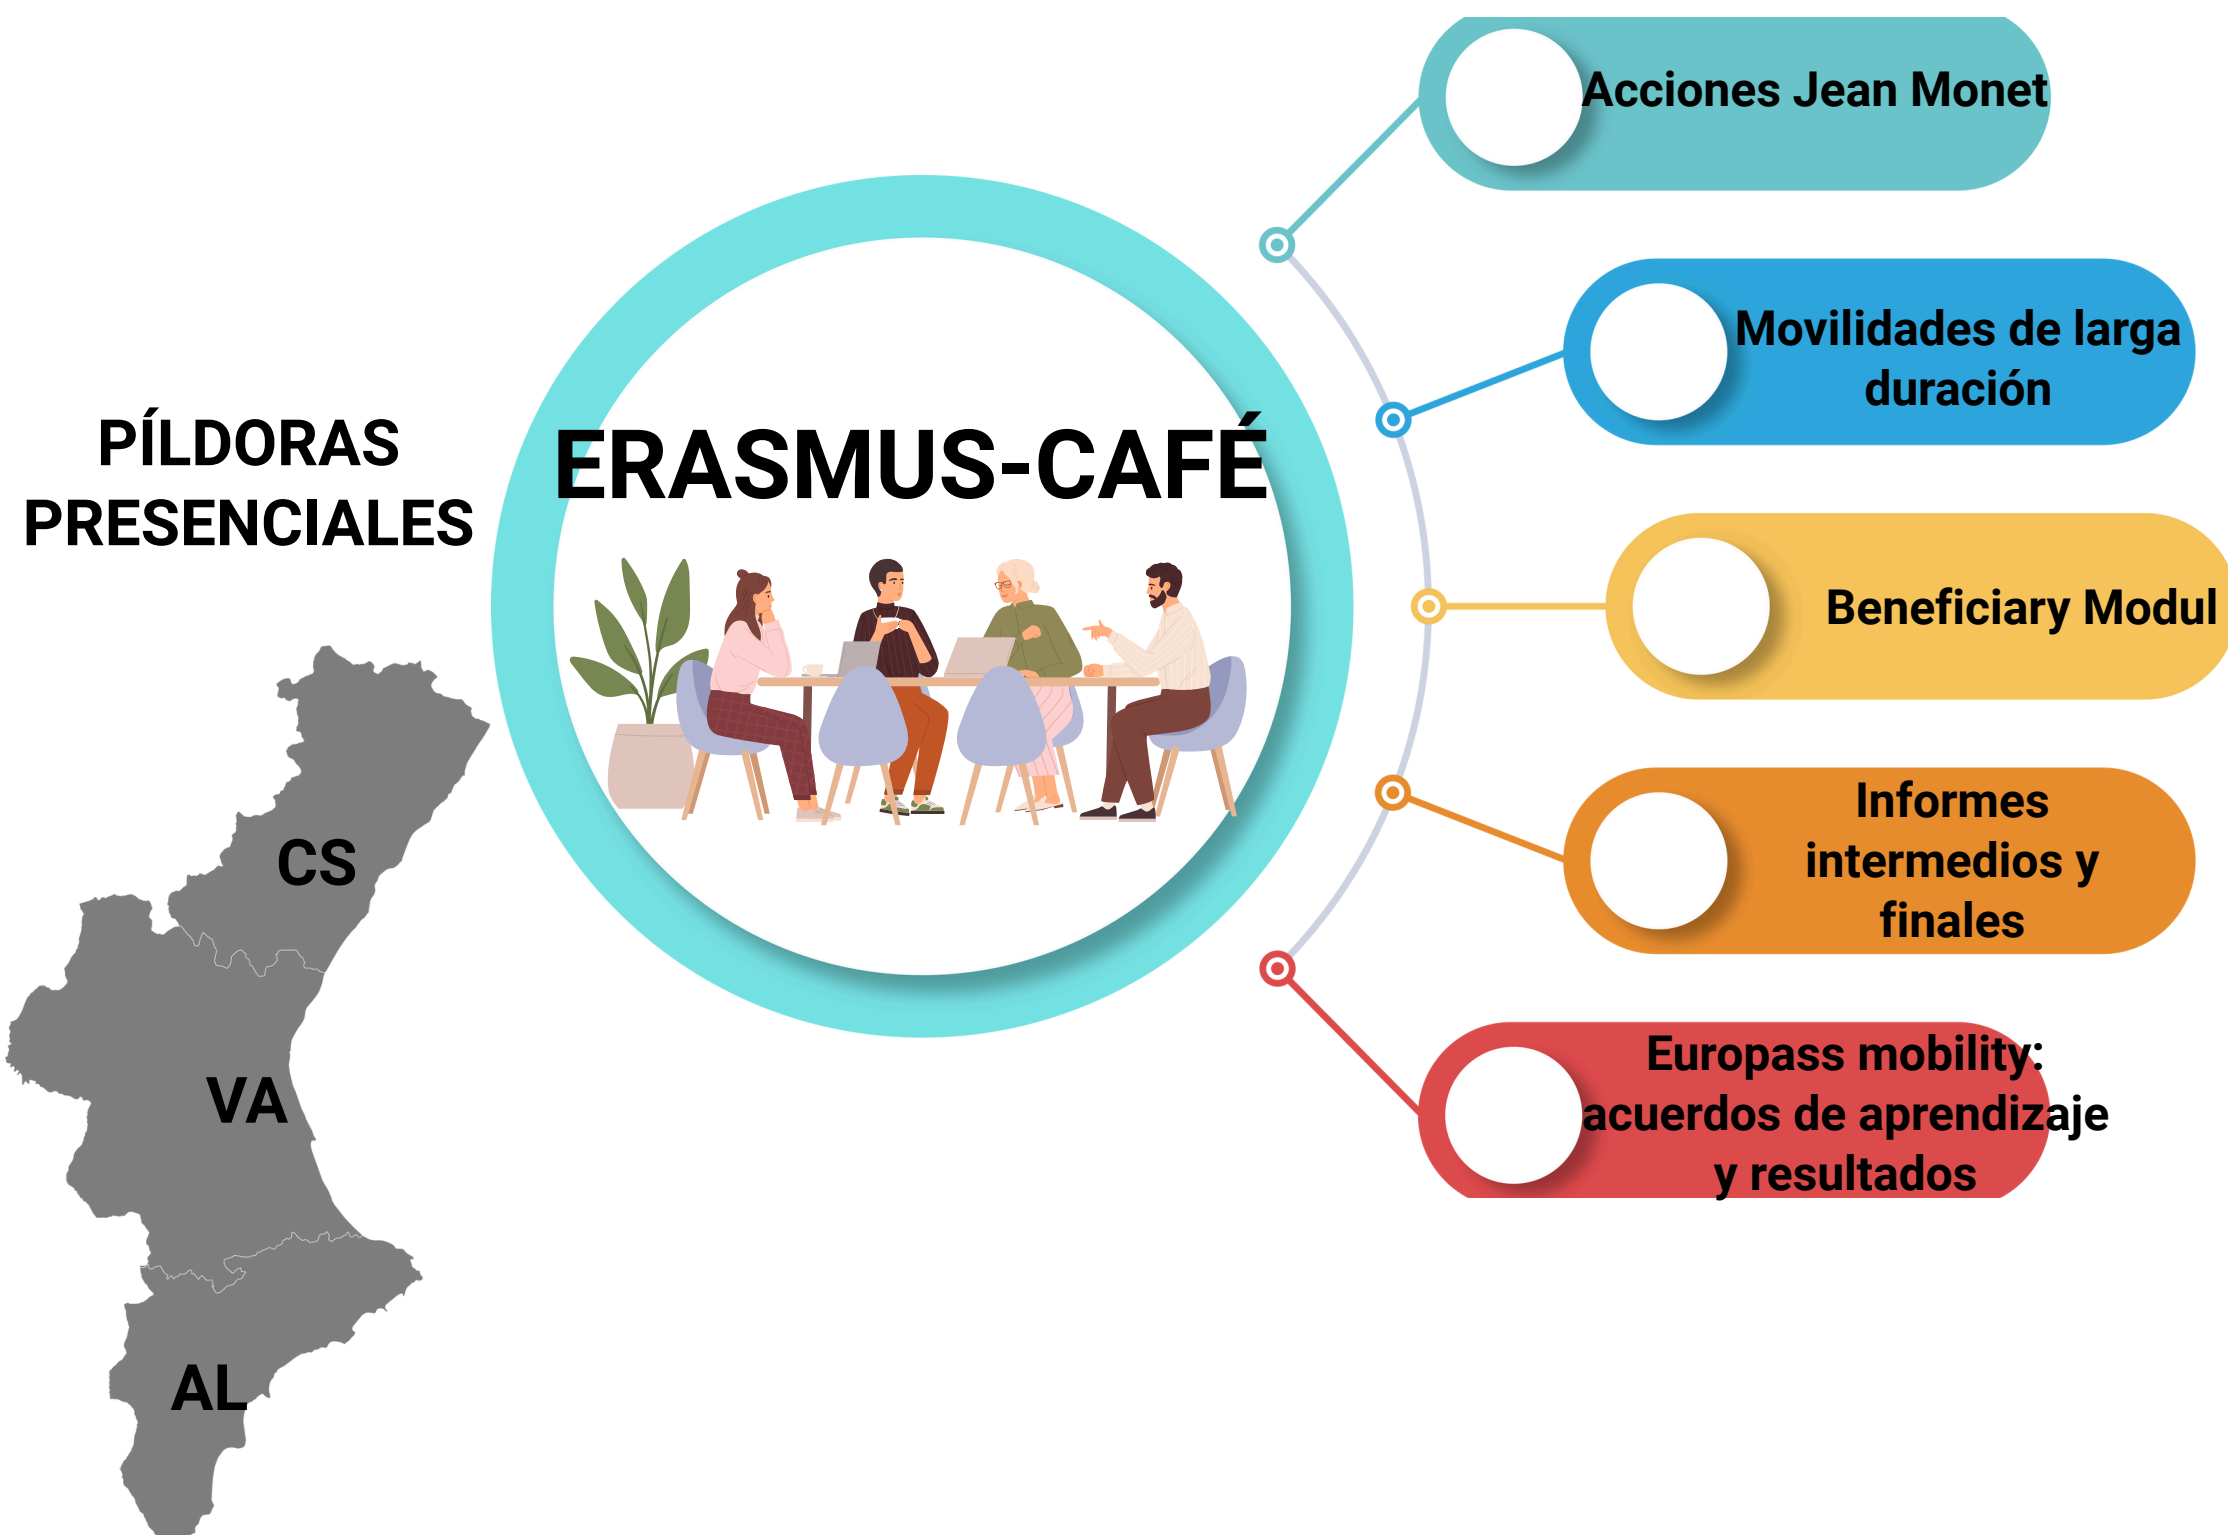 PÍLDORAS
PRESENCIALES
CS
VA
AL
ERASMUS-CAFÉ
Acciones Jean Monet
Movilidades de larga
duración
Beneficiary Modul
Informes
intermedios y
finales
Europass mobility:
acuerdos de aprendizaje
y resultados